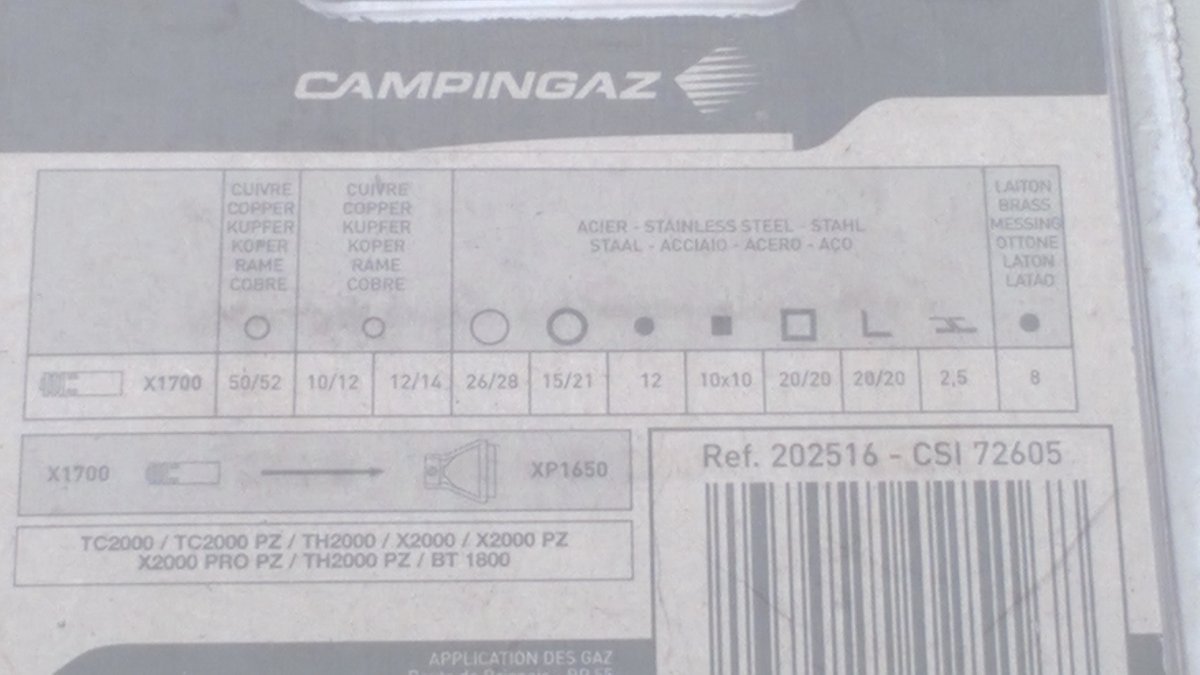 CAMPINGAZ
CUIVRE
COPPER
KUPFER
KOPER
RAME
COBRE
CUIVRE
COPPER
KUPFER
KOPER
RAME
COBRE
ACIER - STAINLESS STEEL - STAHL
STAAL - ACCIAIO - ACERO - AÇO
LAITON
BRASS
MESSING
OTTONE
LATON
LATAO
X1700 50/52 10/12 12/14 26/28 15/21 12 10x10 20/20 20/20 2,5 8
X1700 XP1650
TC2000 / TC2000 PZ / TH2000 / X2000 / X2000 PZ
X2000 PRO PZ / TH2000 PZ / BT 1800
Ref. 202516 - CSI 72605
APPLICATION DES GAZ